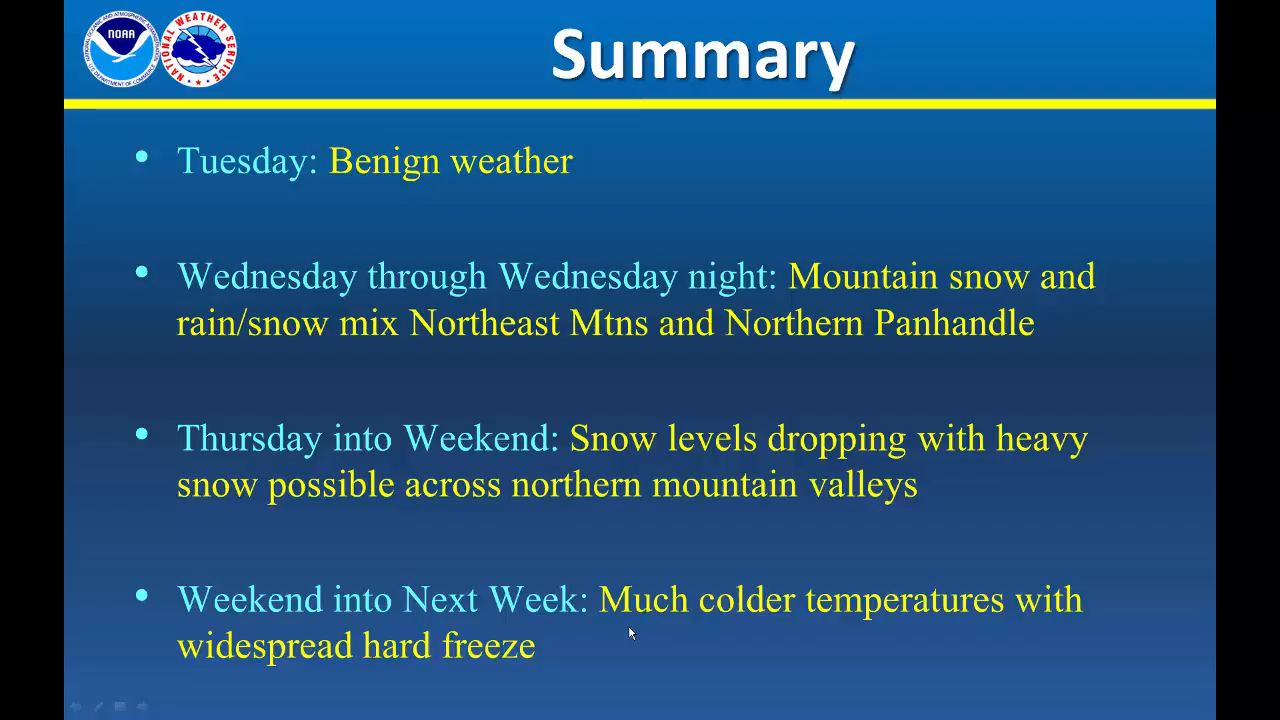 NOAA
NATIONAL WEATHER SERVICE
Summary
• Tuesday: Benign weather
• Wednesday through Wednesday night: Mountain snow and
rain/snow mix Northeast Mtns and Northern Panhandle
• Thursday into Weekend: Snow levels dropping with heavy
snow possible across northern mountain valleys
• Weekend into Next Week: Much colder temperatures with
widespread hard freeze